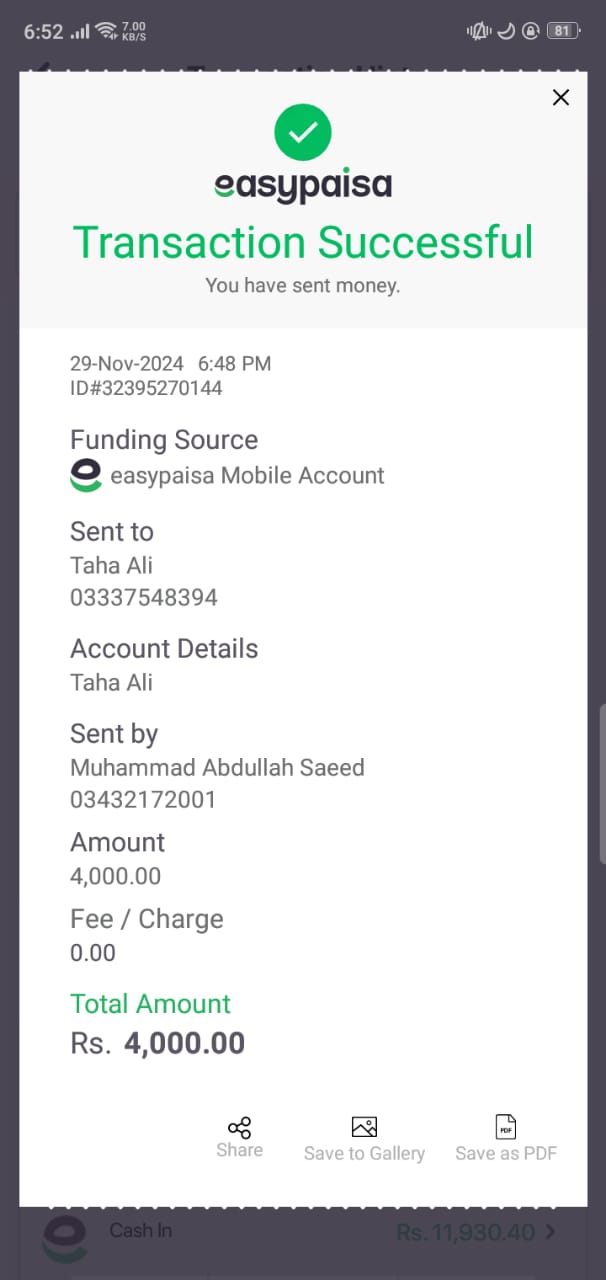 6:52
7.00
KB/S
81
easypaisa
Transaction Successful
You have sent money.
29-Nov-2024 6:48 PM
ID#32395270144
Funding Source
easypaisa Mobile Account
Sent to
Taha Ali
03337548394
Account Details
Taha Ali
Sent by
Muhammad Abdullah Saeed
03432172001
Amount
4,000.00
Fee / Charge
0.00
Total Amount
Rs. 4,000.00
PDF
Share
Save to Gallery
Save as PDF
Cash In
Rs. 11,930.40